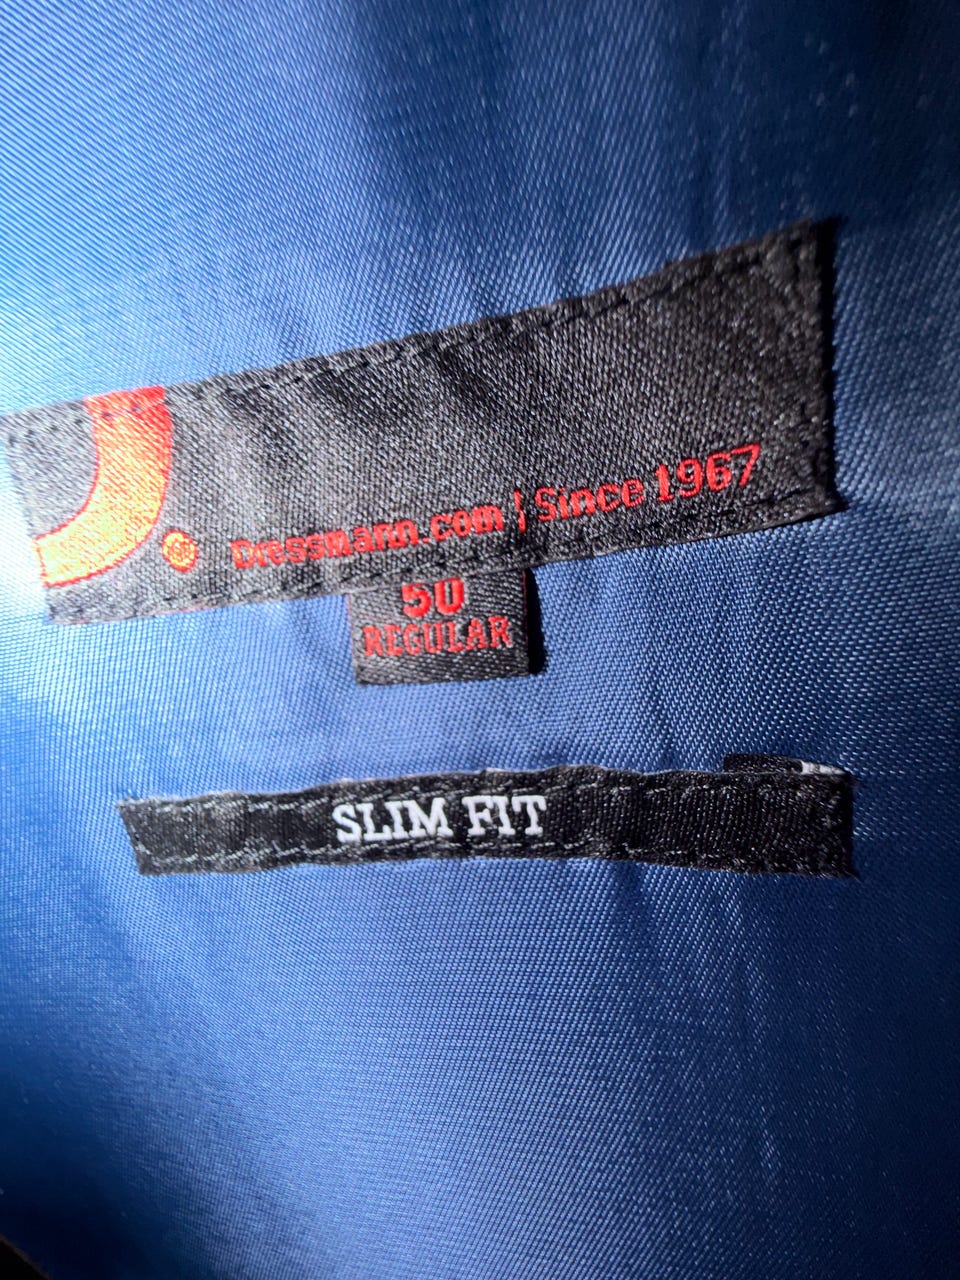 Dressmann.com | Since 1967
50
REGULAR
SLIM FIT